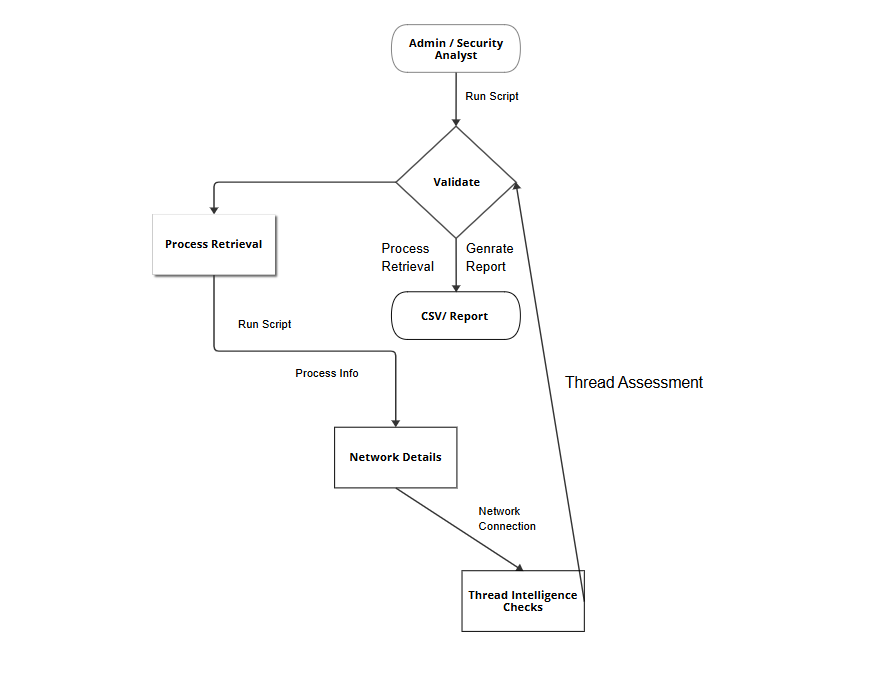 Admin / Security
Analyst
Run Script
Validate
Process Retrieval
Process
Retrieval
Genrate
Report
CSV/ Report
Run Script
Process Info
Thread Assessment
Network Details
Network
Connection
Thread Intelligence
Checks